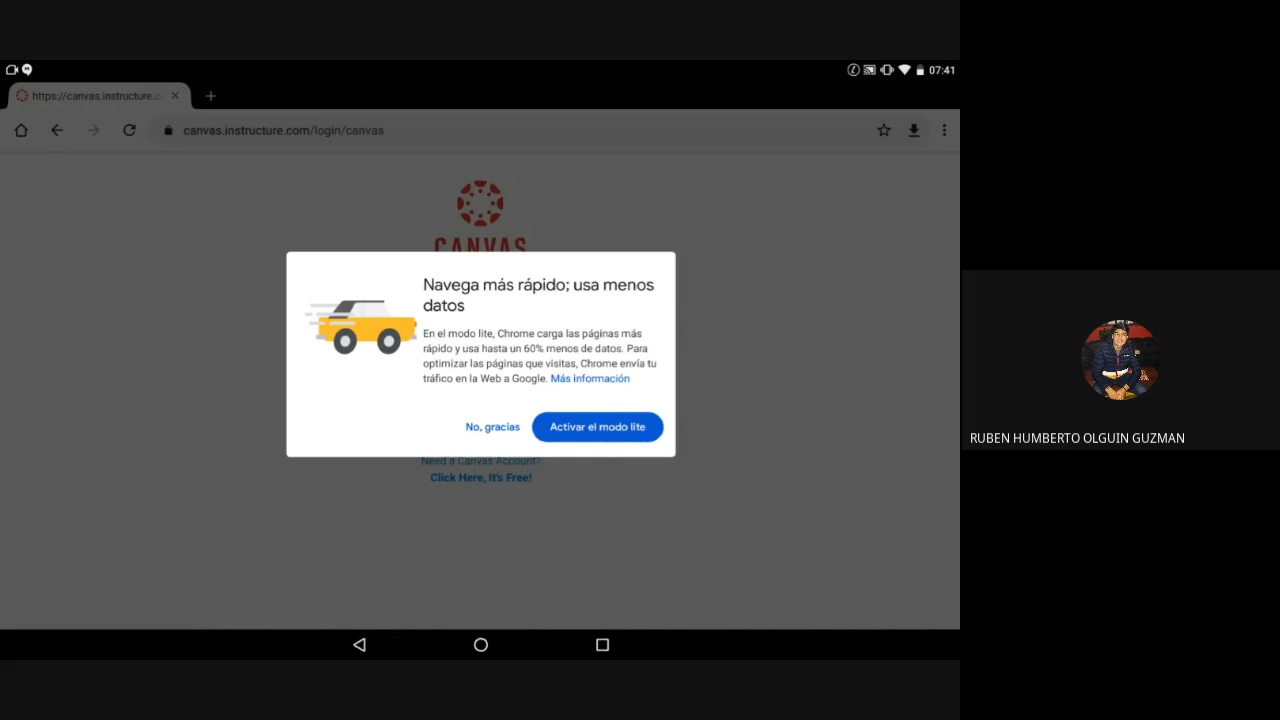 07:41
https://canvas.instructure.
canvas.instructure.com/login/canvas
CANVAS
Navega más rápido; usa menos
datos
En el modo lite, Chrome carga las páginas más
rápido y usa hasta un 60% menos de datos. Para
optimizar las páginas que visitas, Chrome envía tu
tráfico en la Web a Google. Más información
No, gracias
Activar el modo lite
Need a Canvas Account?
Click Here, It's Free!
RUBEN HUMBERTO OLGUIN GUZMAN